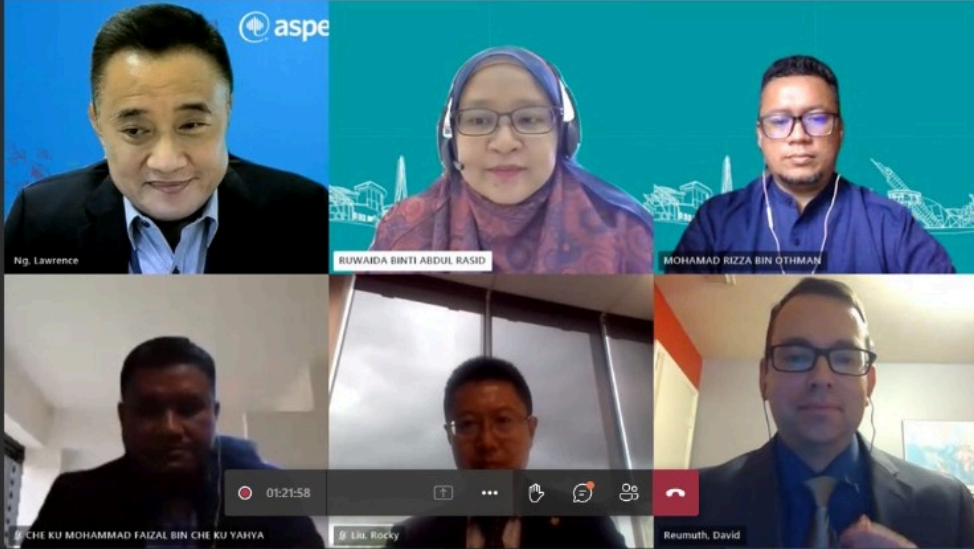 aspe
Ng, Lawrence
RUWAIDA BINTI ABDUL RASID
MOHAMAD RIZZA BIN OTHMAN
01:21:58
CHE KU MOHAMMAD FAIZAL BIN CHE KU YAHYA
Liu, Rocky
Reumuth, David